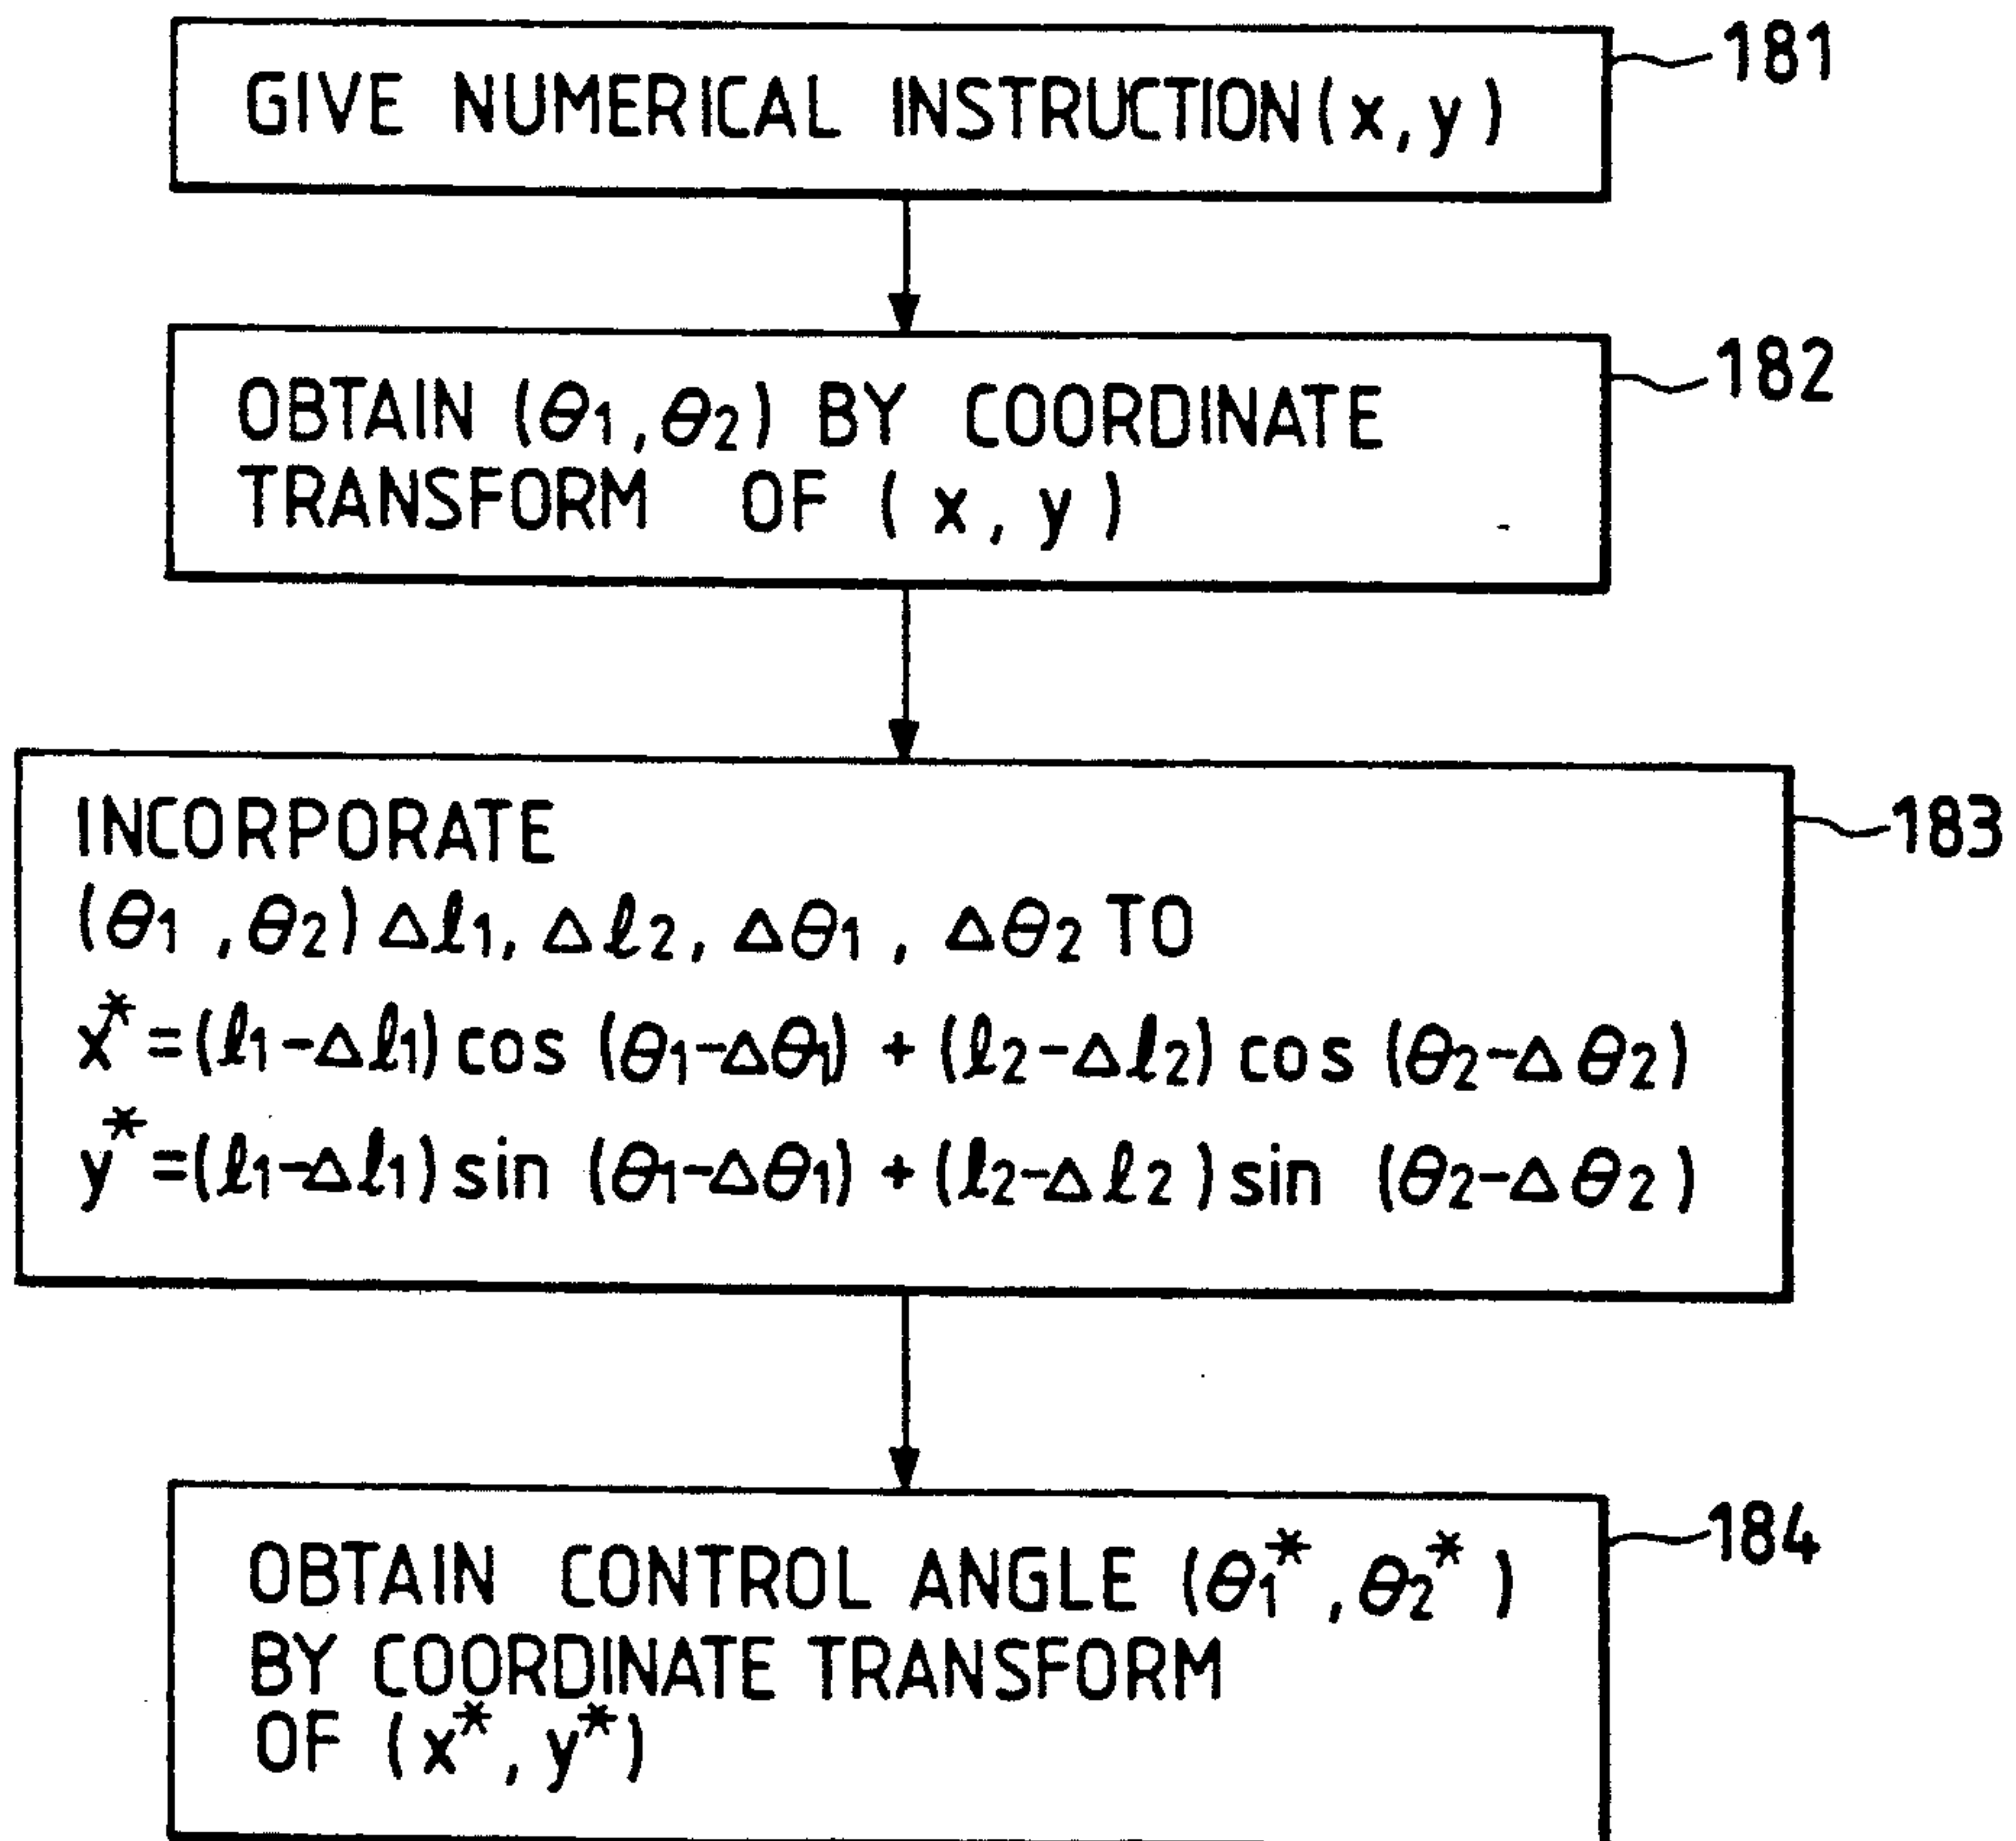 GIVE NUMERICAL INSTRUCTION(x,y)
181
OBTAIN (θ1,θ2) BY COORDINATE
TRANSFORM OF (x,y)
182
INCORPORATE
(θ1,θ2)Δℓ1,Δℓ2,Δθ1,Δθ2 TO
x*=(ℓ1-Δℓ1)cos (θ1-Δθ1)+(ℓ2-Δℓ2)cos (θ2-Δθ2)
y*=(ℓ1-Δℓ1)sin (θ1-Δθ1)+(ℓ2-Δℓ2)sin (θ2-Δθ2)
183
OBTAIN CONTROL ANGLE (θ1*,θ2*)
BY COORDINATE TRANSFORM
OF (x*,y*)
184